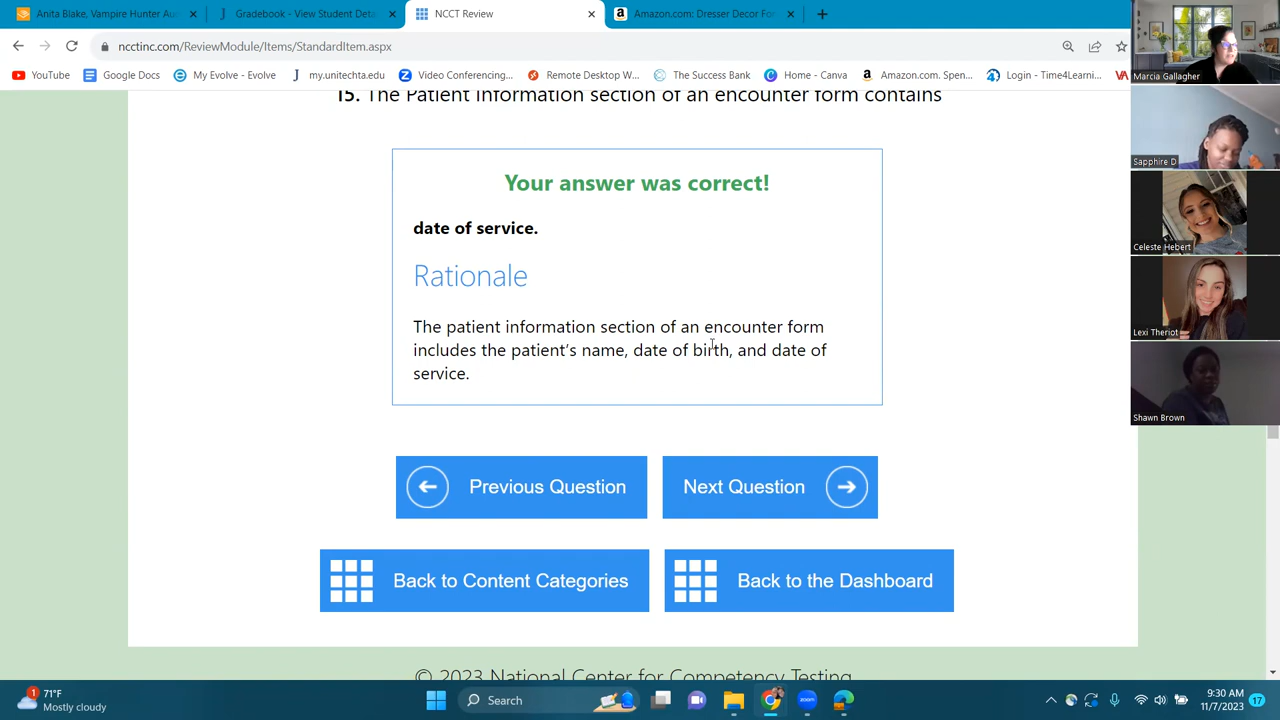 Anita Blake, Vampire Hunter Au
Gradebook - View Student Deta
NCCT Review
Amazon.com: Dresser Decor For
ncctinc.com/ReviewModule/Items/StandardItem.aspx
YouTube
Google Docs
My Evolve - Evolve
my.unitechta.edu
Video Conferencing...
Remote Desktop W...
The Success Bank
Home - Canva
Amazon.com. Spen...
Login - Time4Learni...
VA
15. The Patient Information section of an encounter form contains
Your answer was correct!
date of service.
Rationale
The patient information section of an encounter form
includes the patient's name, date of birth, and date of
service.
Previous Question
Next Question
Back to Content Categories
Back to the Dashboard
© 2023 National Center for Competency Testing
Marcia Gallagher
Sapphire D
Celeste Hebert
Lexi Theriot
Shawn Brown
1
71°F
Mostly cloudy
Search
9:30 AM
11/7/2023
17